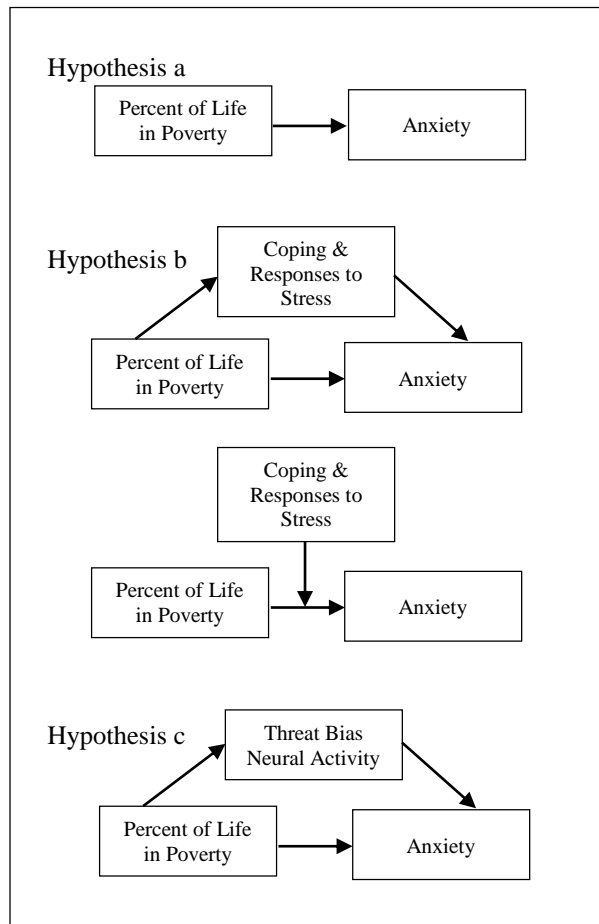 Hypothesis a
Percent of Life
in Poverty
Anxiety
Hypothesis b
Coping &
Responses to
Stress
Percent of Life
in Poverty
Anxiety
Coping &
Responses to
Stress
Percent of Life
in Poverty
Anxiety
Hypothesis c
Threat Bias
Neural Activity
Percent of Life
in Poverty
Anxiety